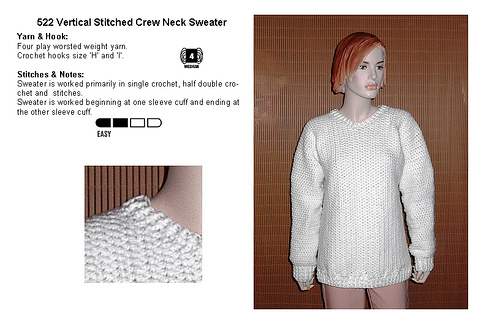 522 Vertical Stitched Crew Neck Sweater
Yarn & Hook:
Four play worsted weight yarn.
Crochet hooks size 'H' and 'I'.
4
MEDIUM
Stitches & Notes:
Sweater is worked primarily in single crochet, half double cro-
chet and stitches.
Sweater is worked beginning at one sleeve cuff and ending at
the other sleeve cuff.
EASY